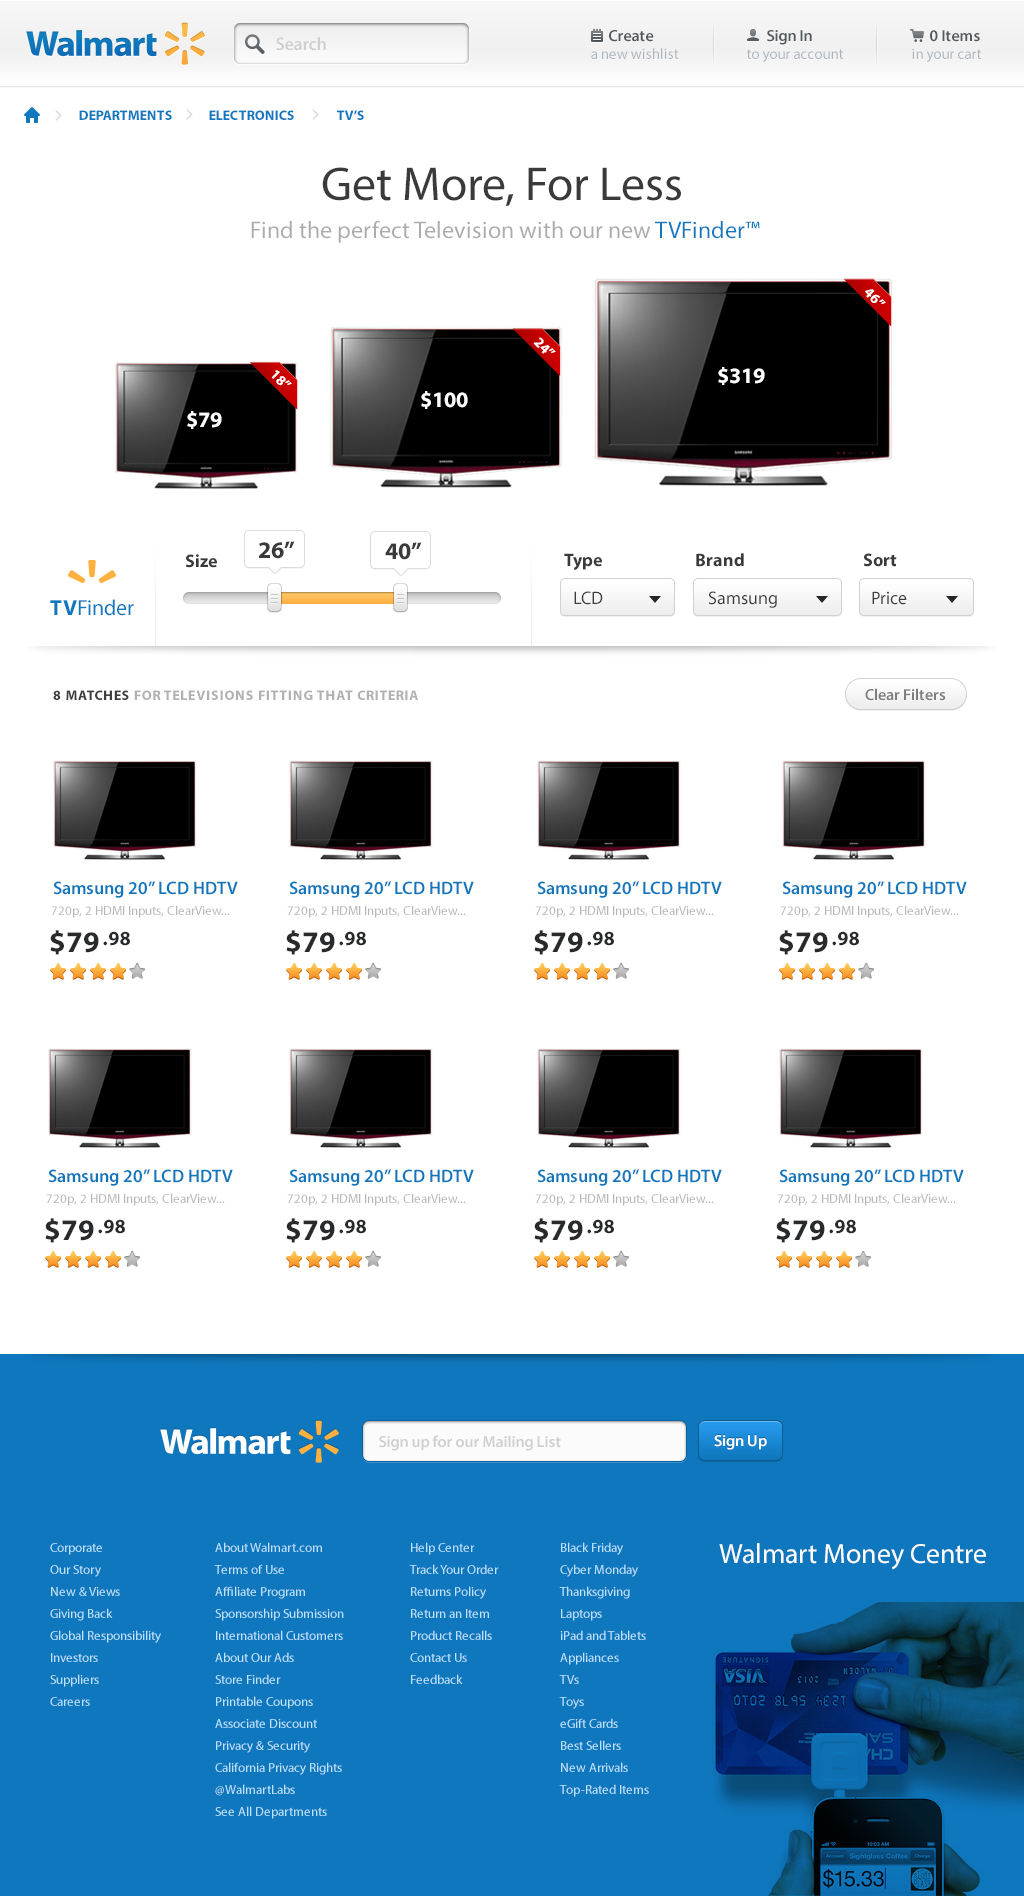 Walmart
Search
Create
a new wishlist
Sign In
to your account
0 Items
in your cart
DEPARTMENTS
ELECTRONICS
TV'S
Get More, For Less
Find the perfect Television with our new TVFinder™
18”
$79
24”
$100
46”
$319
TVFinder
Size
26”
40”
Type
LCD
Brand
Samsung
Sort
Price
8 MATCHES FOR TELEVISIONS FITTING THAT CRITERIA
Clear Filters
Samsung 20” LCD HDTV
720p, 2 HDMI Inputs, ClearView...
$79.98
Samsung 20” LCD HDTV
720p, 2 HDMI Inputs, ClearView...
$79.98
Samsung 20” LCD HDTV
720p, 2 HDMI Inputs, ClearView...
$79.98
Samsung 20” LCD HDTV
720p, 2 HDMI Inputs, ClearView...
$79.98
Samsung 20” LCD HDTV
720p, 2 HDMI Inputs, ClearView...
$79.98
Samsung 20” LCD HDTV
720p, 2 HDMI Inputs, ClearView...
$79.98
Samsung 20” LCD HDTV
720p, 2 HDMI Inputs, ClearView...
$79.98
Samsung 20” LCD HDTV
720p, 2 HDMI Inputs, ClearView...
$79.98
Walmart
Sign up for our Mailing List
Sign Up
Corporate
Our Story
New & Views
Giving Back
Global Responsibility
Investors
Suppliers
Careers
About Walmart.com
Terms of Use
Affiliate Program
Sponsorship Submission
International Customers
About Our Ads
Store Finder
Printable Coupons
Associate Discount
Privacy & Security
California Privacy Rights
@WalmartLabs
See All Departments
Help Center
Track Your Order
Returns Policy
Return an Item
Product Recalls
Contact Us
Feedback
Black Friday
Cyber Monday
Thanksgiving
Laptops
iPad and Tablets
Appliances
TVs
Toys
eGift Cards
Best Sellers
New Arrivals
Top-Rated Items
Walmart Money Centre
SIGNATURE
VISA
2013
1234 5678 2010
10:03 AM
Sightglass Coffee
$15.33